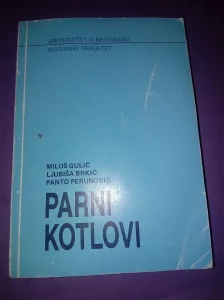 UNIVERZITET U BEOGRADU
MAŠINSKI FAKULTET
MILOŠ GULIČ
LJUBIŠA BRKIĆ
PANTO PERUNOVIĆ
PARNI
KOTLOVI